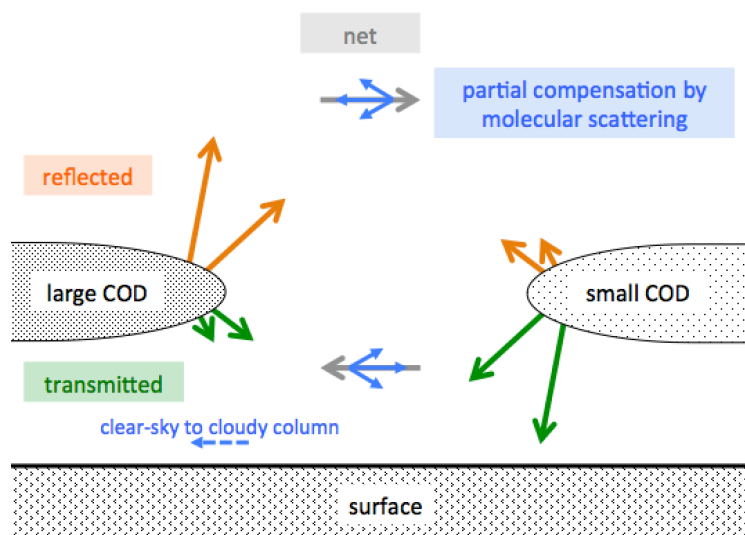 net
partial compensation by
molecular scattering
reflected
large COD
small COD
transmitted
clear-sky to cloudy column
surface